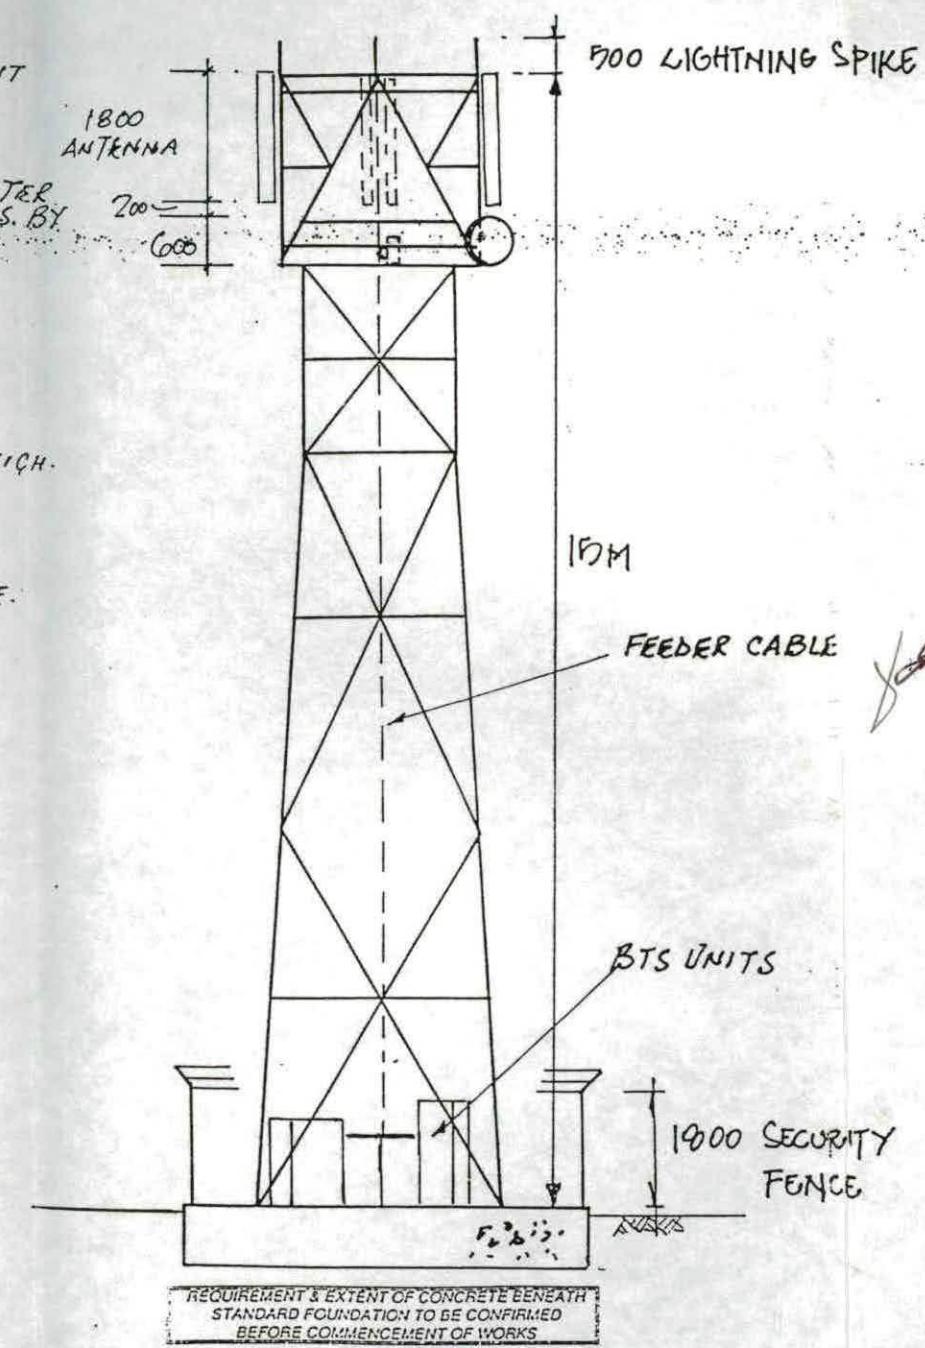 500 LIGHTNING SPIKE
1800
ANTENNA
200
600
S. BY
15M
FEEDER CABLE
BTS UNITS
1800 SECURITY
FENCE
REQUIREMENT & EXTENT OF CONCRETE BENEATH
STANDARD FOUNDATION TO BE CONFIRMED
BEFORE COMMENCEMENT OF WORKS